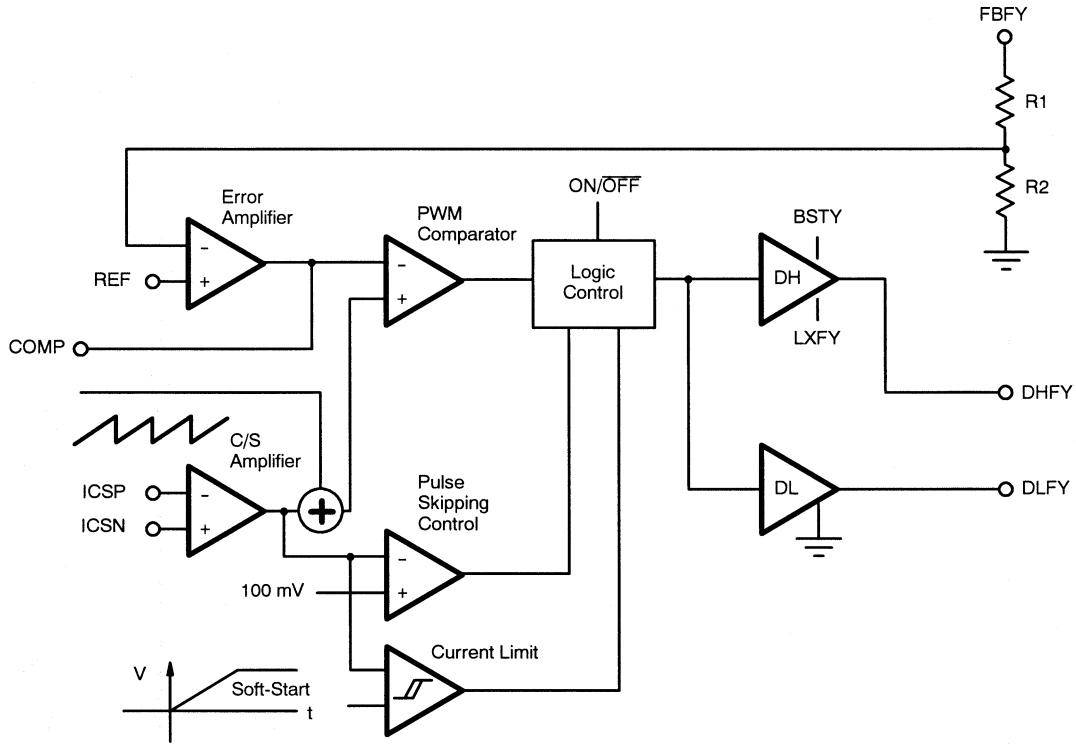 FBFY
R1
R2
ON/OFF
Error
Amplifier
PWM
Comparator
BSTY
REF
−
+
−
+
Logic
Control
DH
LXFY
COMP
DHFY
C/S
Amplifier
ICSP
ICSN
−
+
+
Pulse
Skipping
Control
DL
DLFY
100 mV
−
+
Current Limit
V
Soft-Start
t